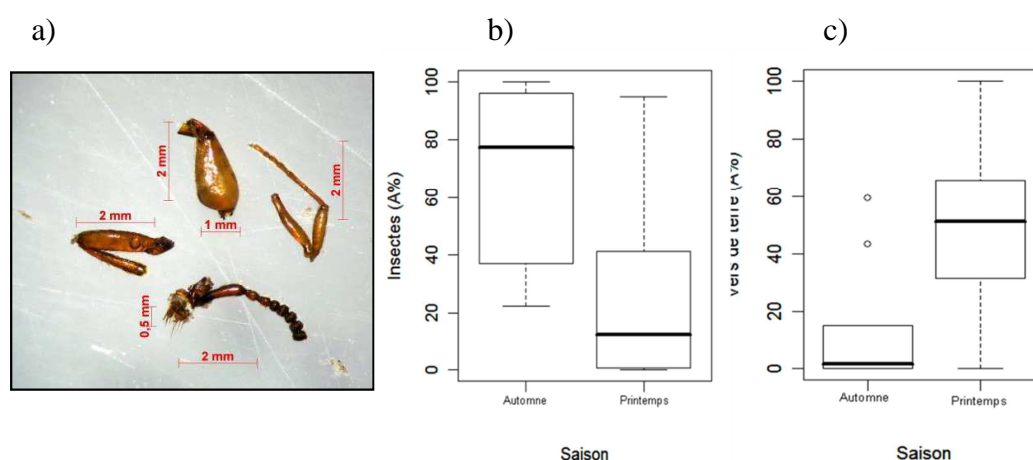 a)
b)
c)
2 mm
1 mm
2 mm
2 mm
0,5 mm
2 mm
Insectes (A%)
100
80
60
40
20
0
Automne
Printemps
Saison
(A%)
100
80
60
40
20
0
Automne
Printemps
Saison